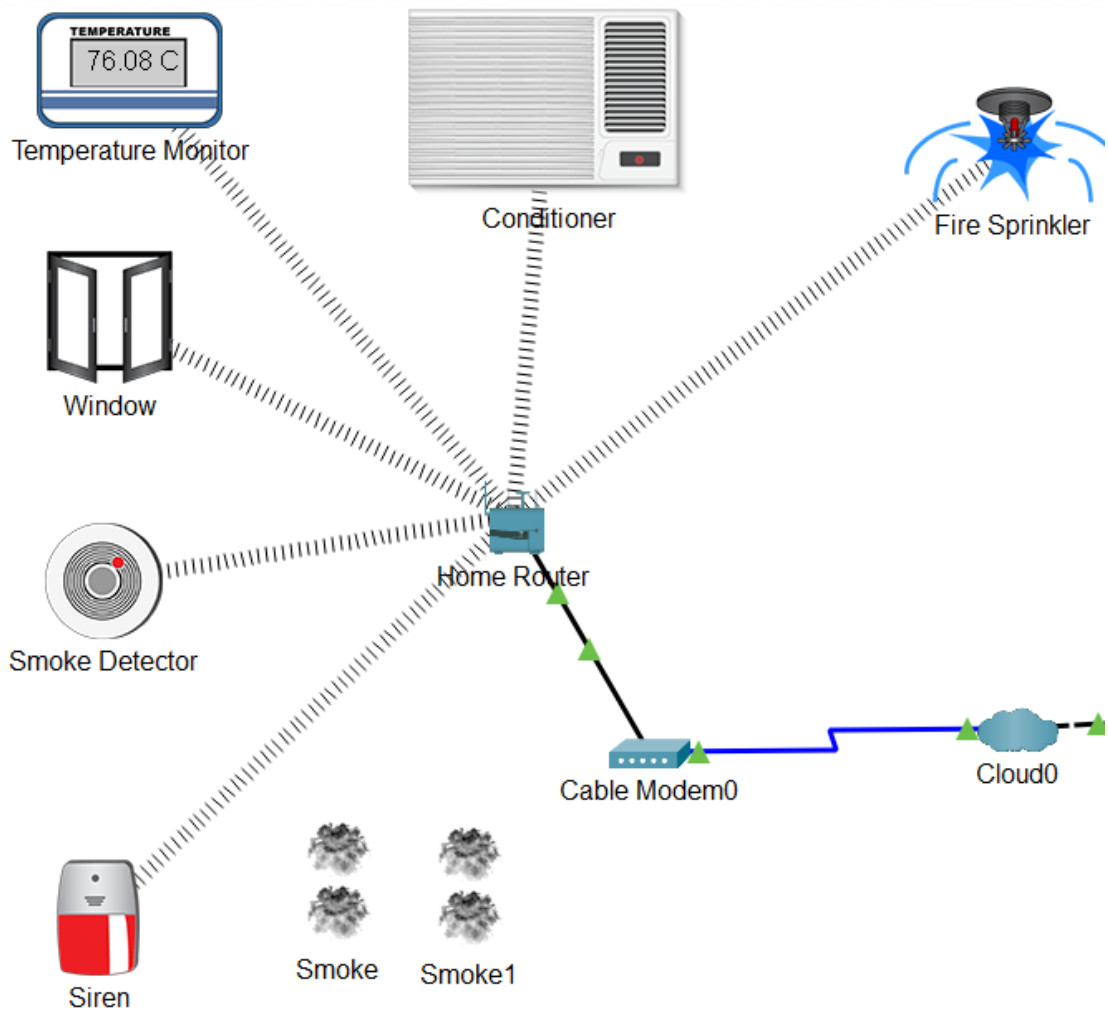 TEMPERATURE
76.08 C
Temperature Monitor
Conditioner
Fire Sprinkler
Window
Home Router
Smoke Detector
Cable Modem0
Cloud0
Smoke
Smoke1
Siren